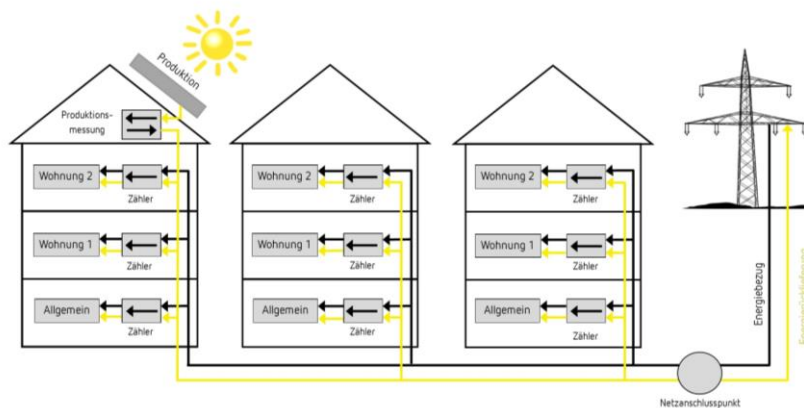 Produktion
Produktions-
messung
Wohnung 2
Zähler
Wohnung 1
Zähler
Allgemein
Zähler
Wohnung 2
Zähler
Wohnung 1
Zähler
Allgemein
Zähler
Wohnung 2
Zähler
Wohnung 1
Zähler
Allgemein
Zähler
Energiebezug
Energierücklieferung
Netzanschlusspunkt